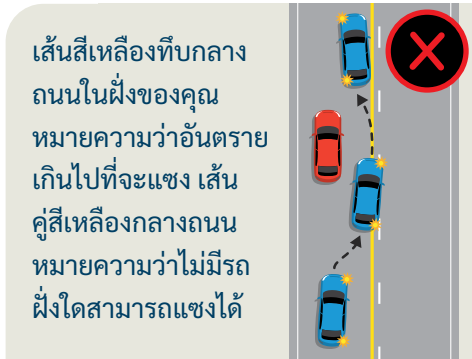 เส้นสีเหลืองทึบกลาง
ถนนในฝั่งของคุณ
หมายความว่าอันตราย
เกินไปที่จะแซง เส้น
คู่สีเหลืองกลางถนน
หมายความว่าไม่มีรถ
ฝั่งใดสามารถแซงได้